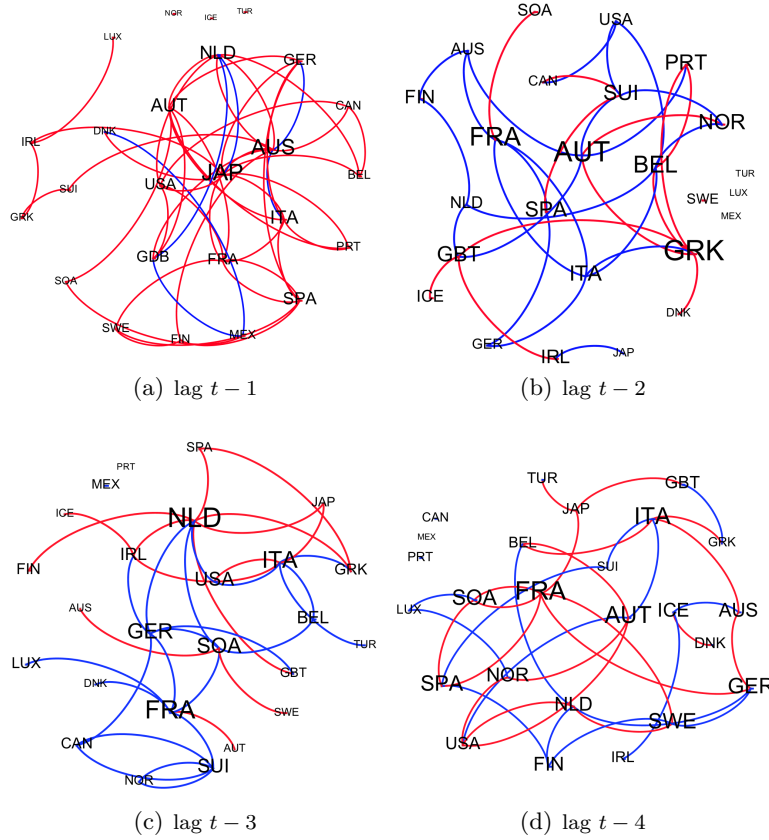 NOR
ICE
TUR
LUX
NLD
GER
AUT
CAN
DNK
IRL
AUS
JAP
BEL
SUI
USA
GRK
ITA
PRT
GDB
FRA
SOA
SPA
SWE
FIN
MEX
(a) lag t − 1
SOA
USA
AUS
PRT
CAN
SUI
FIN
NOR
FRA
AUT
BEL
TUR
NLD
SWE
LUX
SPA
MEX
GBT
GRK
ITA
ICE
DNK
GER
IRL
JAP
(b) lag t − 2
SPA
PRT
MEX
JAP
ICE
NLD
IRL
ITA
FIN
USA
GRK
AUS
BEL
GER
SOA
TUR
LUX
GBT
DNK
FRA
SWE
CAN
AUT
SUI
NOR
(c) lag t − 3
TUR
GBT
JAP
CAN
ITA
MEX
BEL
GRK
PRT
SUI
FRA
SOA
LUX
AUT
ICE
AUS
DNK
NOR
SPA
GER
NLD
SWE
USA
IRL
FIN
(d) lag t − 4